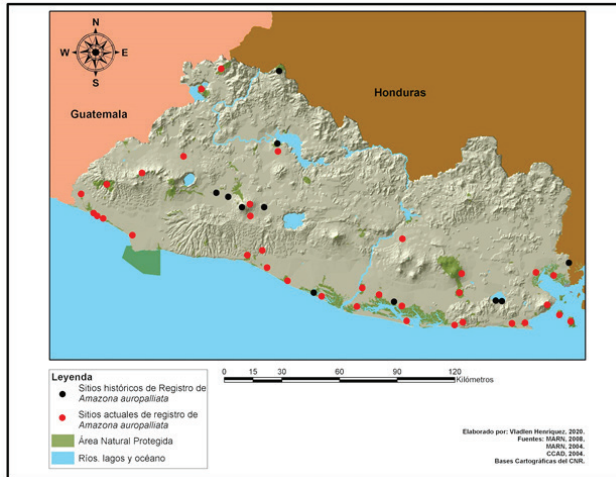 N
W E
S
Guatemala
Honduras
Leyenda
Sitios históricos de Registro de
Amazona auropalliata
Sitios actuales de registro de
Amazona auropalliata
Área Natural Protegida
Ríos. lagos y océano
0 15 30 60 90 120
Kilómetros
Elaborado por: Vladlen Henríquez, 2020.
Fuentes: MARN, 2008,
MARN, 2004.
CCAD, 2004.
Bases Cartográficas del CNR.